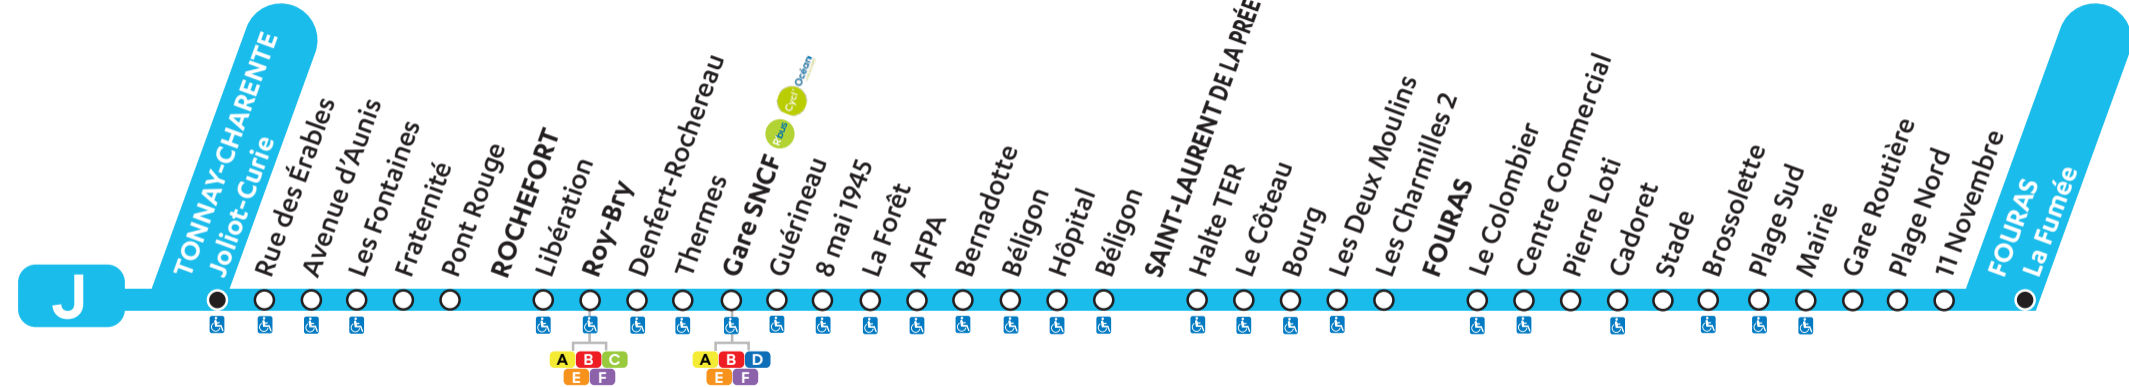 J
TONNAY-CHARENTE
Joliot-Curie
Rue des Érables
Avenue d'Aunis
Les Fontaines
Fraternité
Pont Rouge
ROCHEFORT
Libération
Roy-Bry
A B C
E F
Denfert-Rochereau
Thermes
Gare SNCF
R'bus
Cycl'
Océan
A B D
E F
Guérineau
8 mai 1945
La Forêt
AFPA
Bernadotte
Béligon
Hôpital
Béligon
SAINT-LAURENT DE LA PRÉE
Halte TER
Le Côteau
Bourg
Les Deux Moulins
Les Charmilles 2
FOURAS
Le Colombier
Centre Commercial
Pierre Loti
Cadoret
Stade
Brossolette
Plage Sud
Mairie
Gare Routière
Plage Nord
11 Novembre
FOURAS
La Fumée